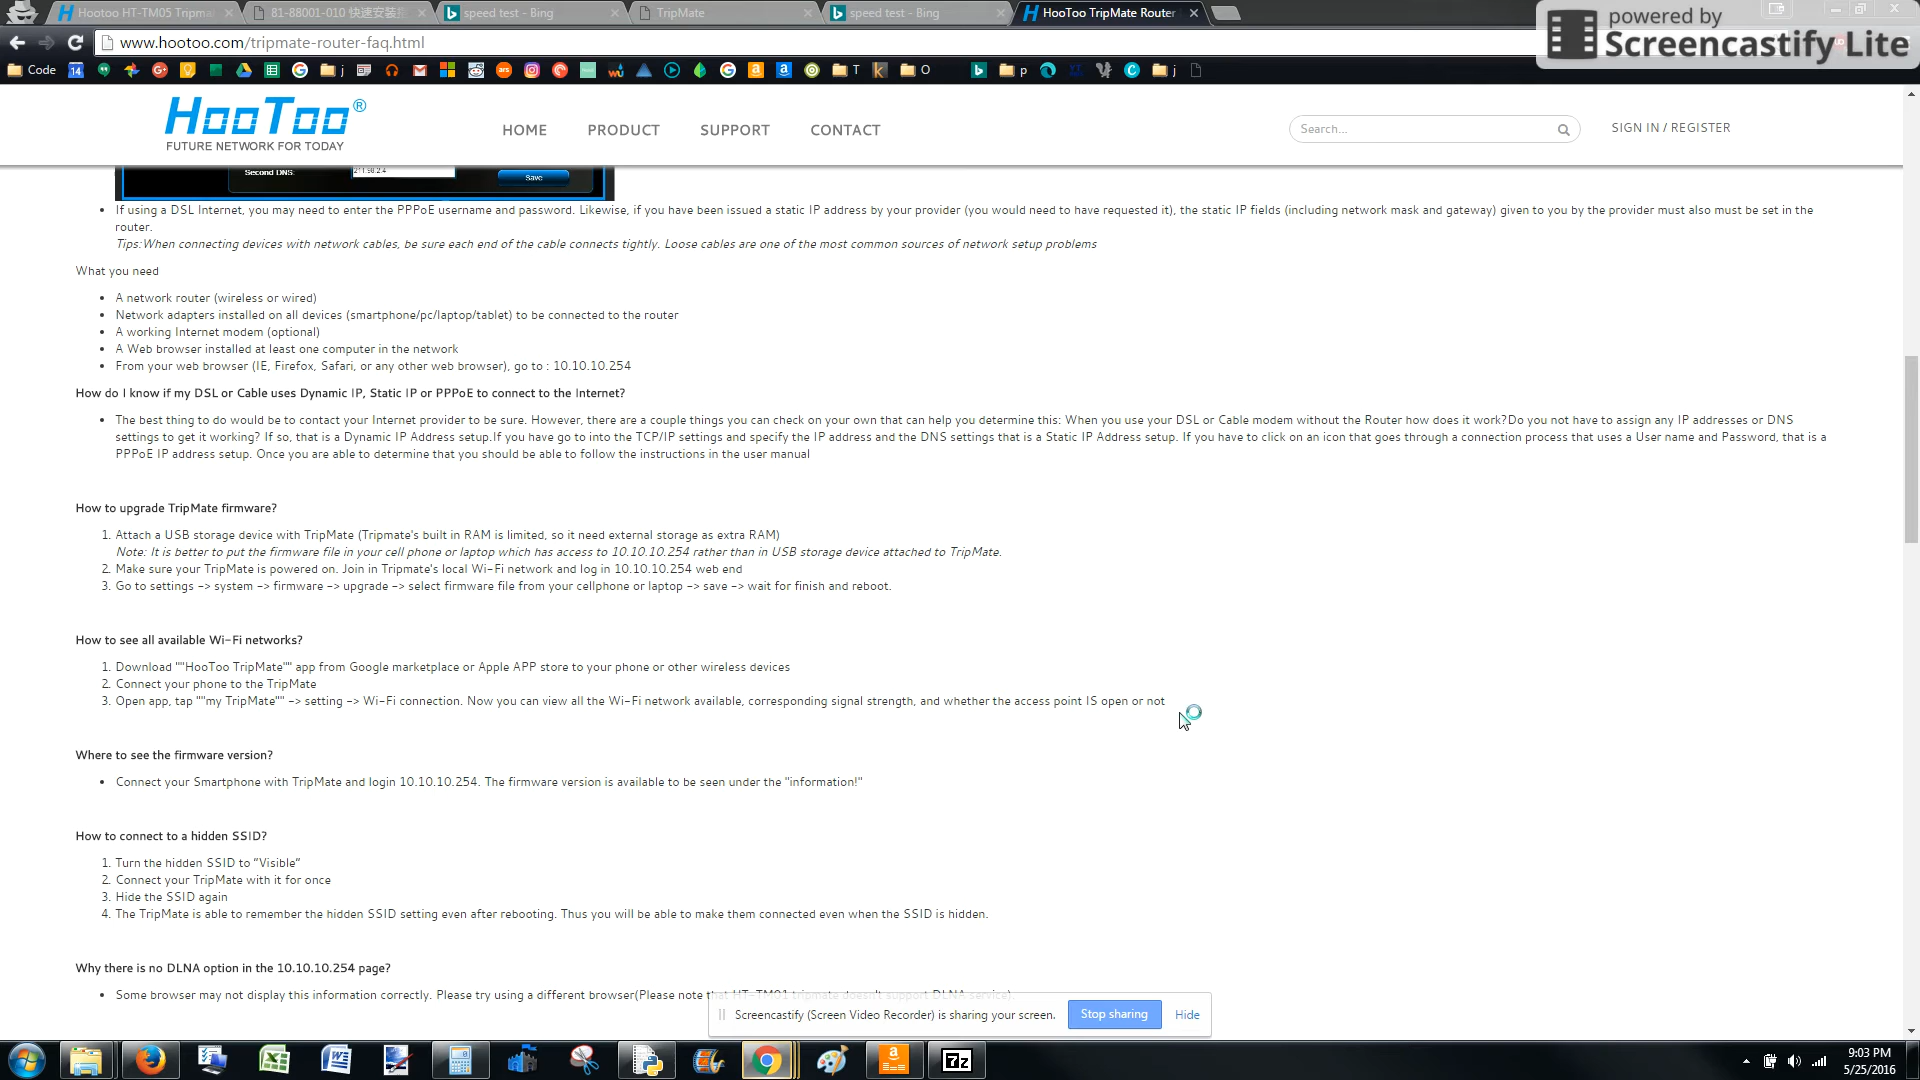 Hootoo HT-TM05 Tripma
81-88001-010 快速安装
speed test - Bing
TripMate
speed test - Bing
HooToo TripMate Router
powered by
Screencastify Lite
www.hootoo.com/tripmate-router-faq.html
Code
14
j
T
O
p
j
HooToo®
FUTURE NETWORK FOR TODAY
HOME
PRODUCT
SUPPORT
CONTACT
Search...
SIGN IN / REGISTER
Second DNS:
Save
• If using a DSL Internet, you may need to enter the PPPoE username and password. Likewise, if you have been issued a static IP address by your provider (you would need to have requested it), the static IP fields (including network mask and gateway) given to you by the provider must also must be set in the
router.
Tips:When connecting devices with network cables, be sure each end of the cable connects tightly. Loose cables are one of the most common sources of network setup problems
What you need
• A network router (wireless or wired)
• Network adapters installed on all devices (smartphone/pc/laptop/tablet) to be connected to the router
• A working Internet modem (optional)
• A Web browser installed at least one computer in the network
• From your web browser (IE, Firefox, Safari, or any other web browser), go to : 10.10.10.254
How do I know if my DSL or Cable uses Dynamic IP, Static IP or PPPoE to connect to the Internet?
• The best thing to do would be to contact your Internet provider to be sure. However, there are a couple things you can check on your own that can help you determine this: When you use your DSL or Cable modem without the Router how does it work?Do you not have to assign any IP addresses or DNS
settings to get it working? If so, that is a Dynamic IP Address setup.If you have go to into the TCP/IP settings and specify the IP address and the DNS settings that is a Static IP Address setup. If you have to click on an icon that goes through a connection process that uses a User name and Password, that is a
PPPoE IP address setup. Once you are able to determine that you should be able to follow the instructions in the user manual
How to upgrade TripMate firmware?
1. Attach a USB storage device with TripMate (Tripmate's built in RAM is limited, so it need external storage as extra RAM)
Note: It is better to put the firmware file in your cell phone or laptop which has access to 10.10.10.254 rather than in USB storage device attached to TripMate.
2. Make sure your TripMate is powered on. Join in Tripmate's local Wi-Fi network and log in 10.10.10.254 web end
3. Go to settings -> system -> firmware -> upgrade -> select firmware file from your cellphone or laptop -> save -> wait for finish and reboot.
How to see all available Wi-Fi networks?
1. Download ""HooToo TripMate"" app from Google marketplace or Apple APP store to your phone or other wireless devices
2. Connect your phone to the TripMate
3. Open app, tap ""my TripMate"" -> setting -> Wi-Fi connection. Now you can view all the Wi-Fi network available, corresponding signal strength, and whether the access point IS open or not
Where to see the firmware version?
• Connect your Smartphone with TripMate and login 10.10.10.254. The firmware version is available to be seen under the "information!"
How to connect to a hidden SSID?
1. Turn the hidden SSID to “Visible“
2. Connect your TripMate with it for once
3. Hide the SSID again
4. The TripMate is able to remember the hidden SSID setting even after rebooting. Thus you will be able to make them connected even when the SSID is hidden.
Why there is no DLNA option in the 10.10.10.254 page?
• Some browser may not display this information correctly. Please try using a different browser(Please note that HT-TM01 tripmate doesn't support DLNA service).
Screencastify (Screen Video Recorder) is sharing your screen.
Stop sharing
Hide
9:03 PM
5/25/2016